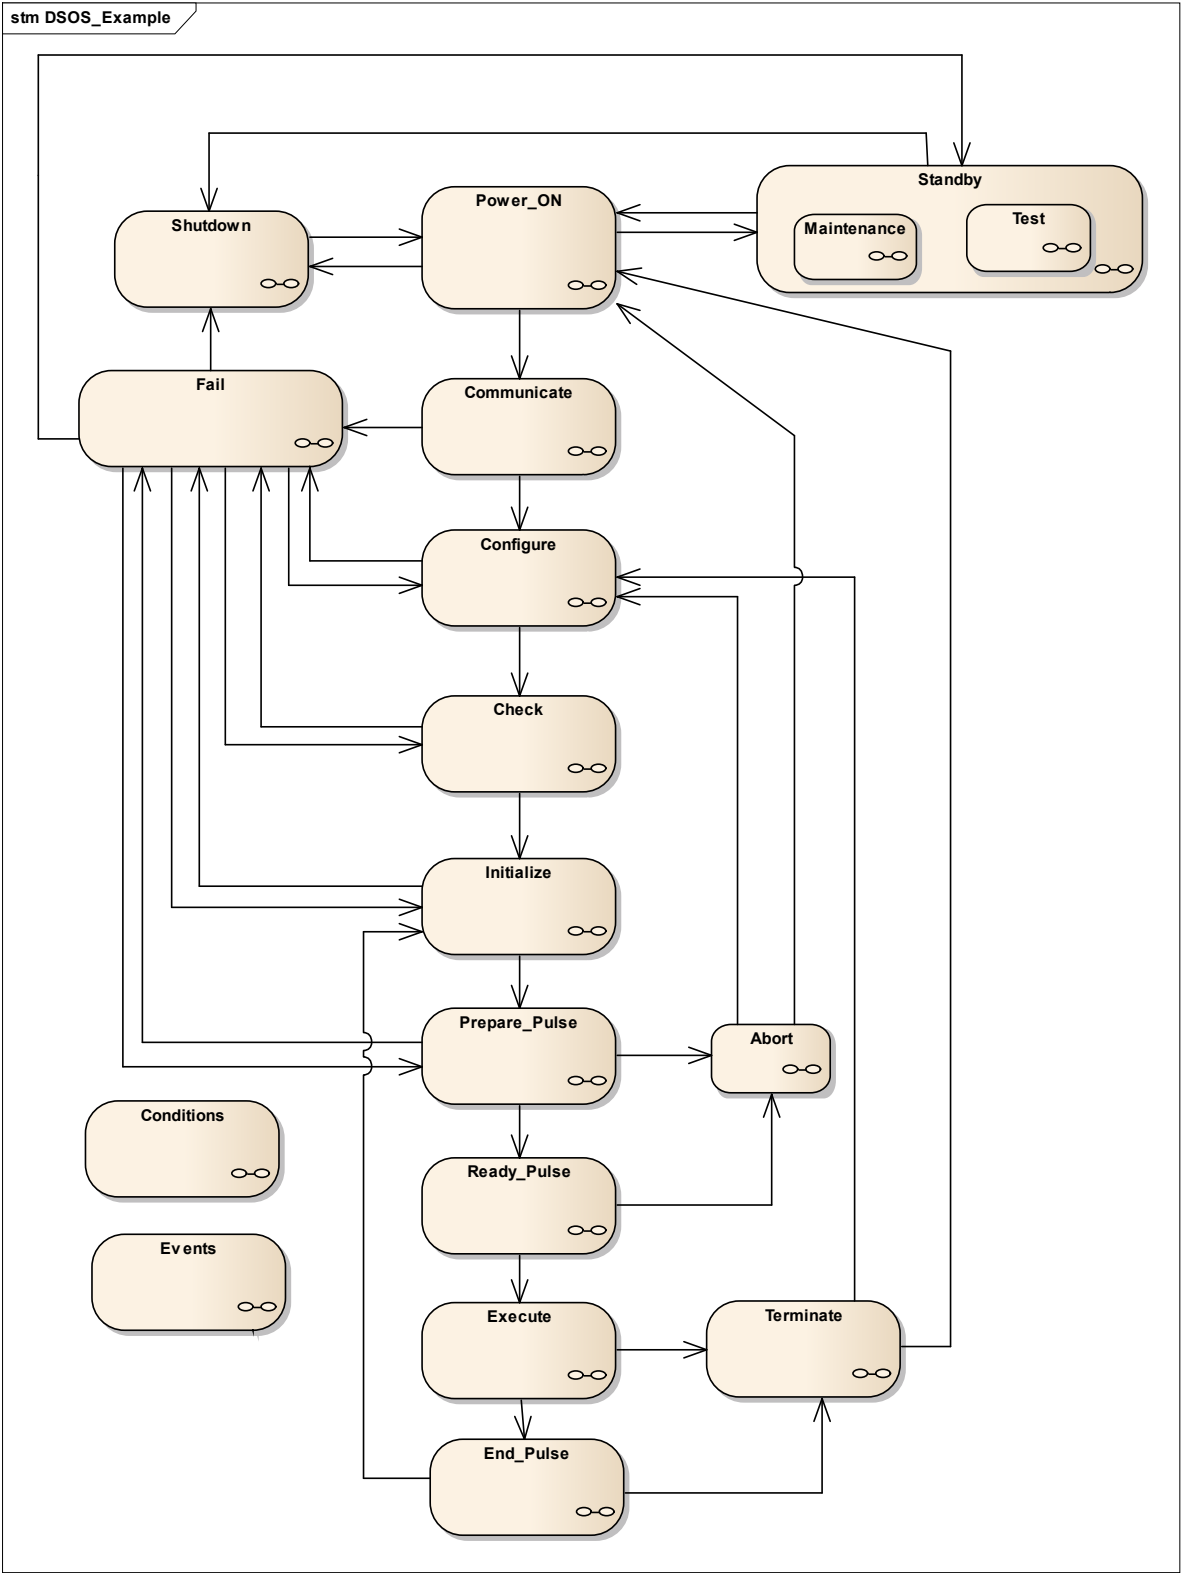 stm DSOS_Example
Standby
Power_ON
Shutdown
Maintenance
Test
Fail
Communicate
Configure
Check
Initialize
Prepare_Pulse
Abort
Conditions
Ready_Pulse
Events
Execute
Terminate
End_Pulse